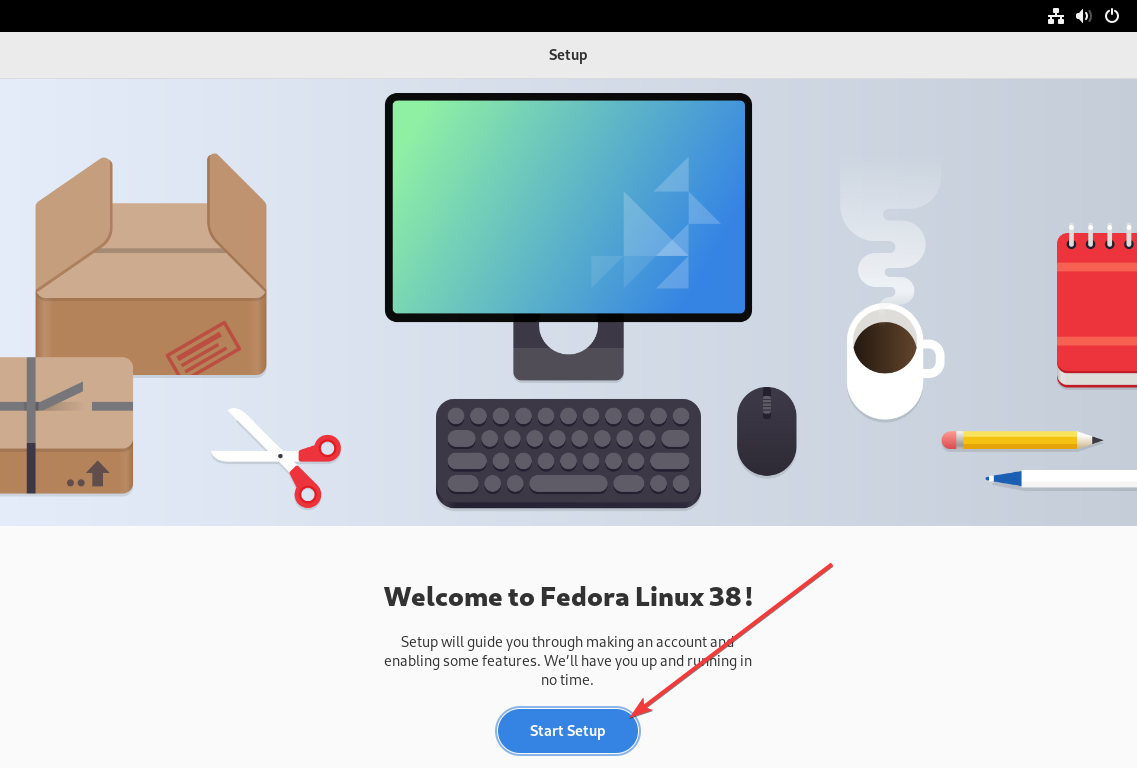 Setup
Welcome to Fedora Linux 38!
Setup will guide you through making an account and
enabling some features. We'll have you up and running in
no time.
Start Setup